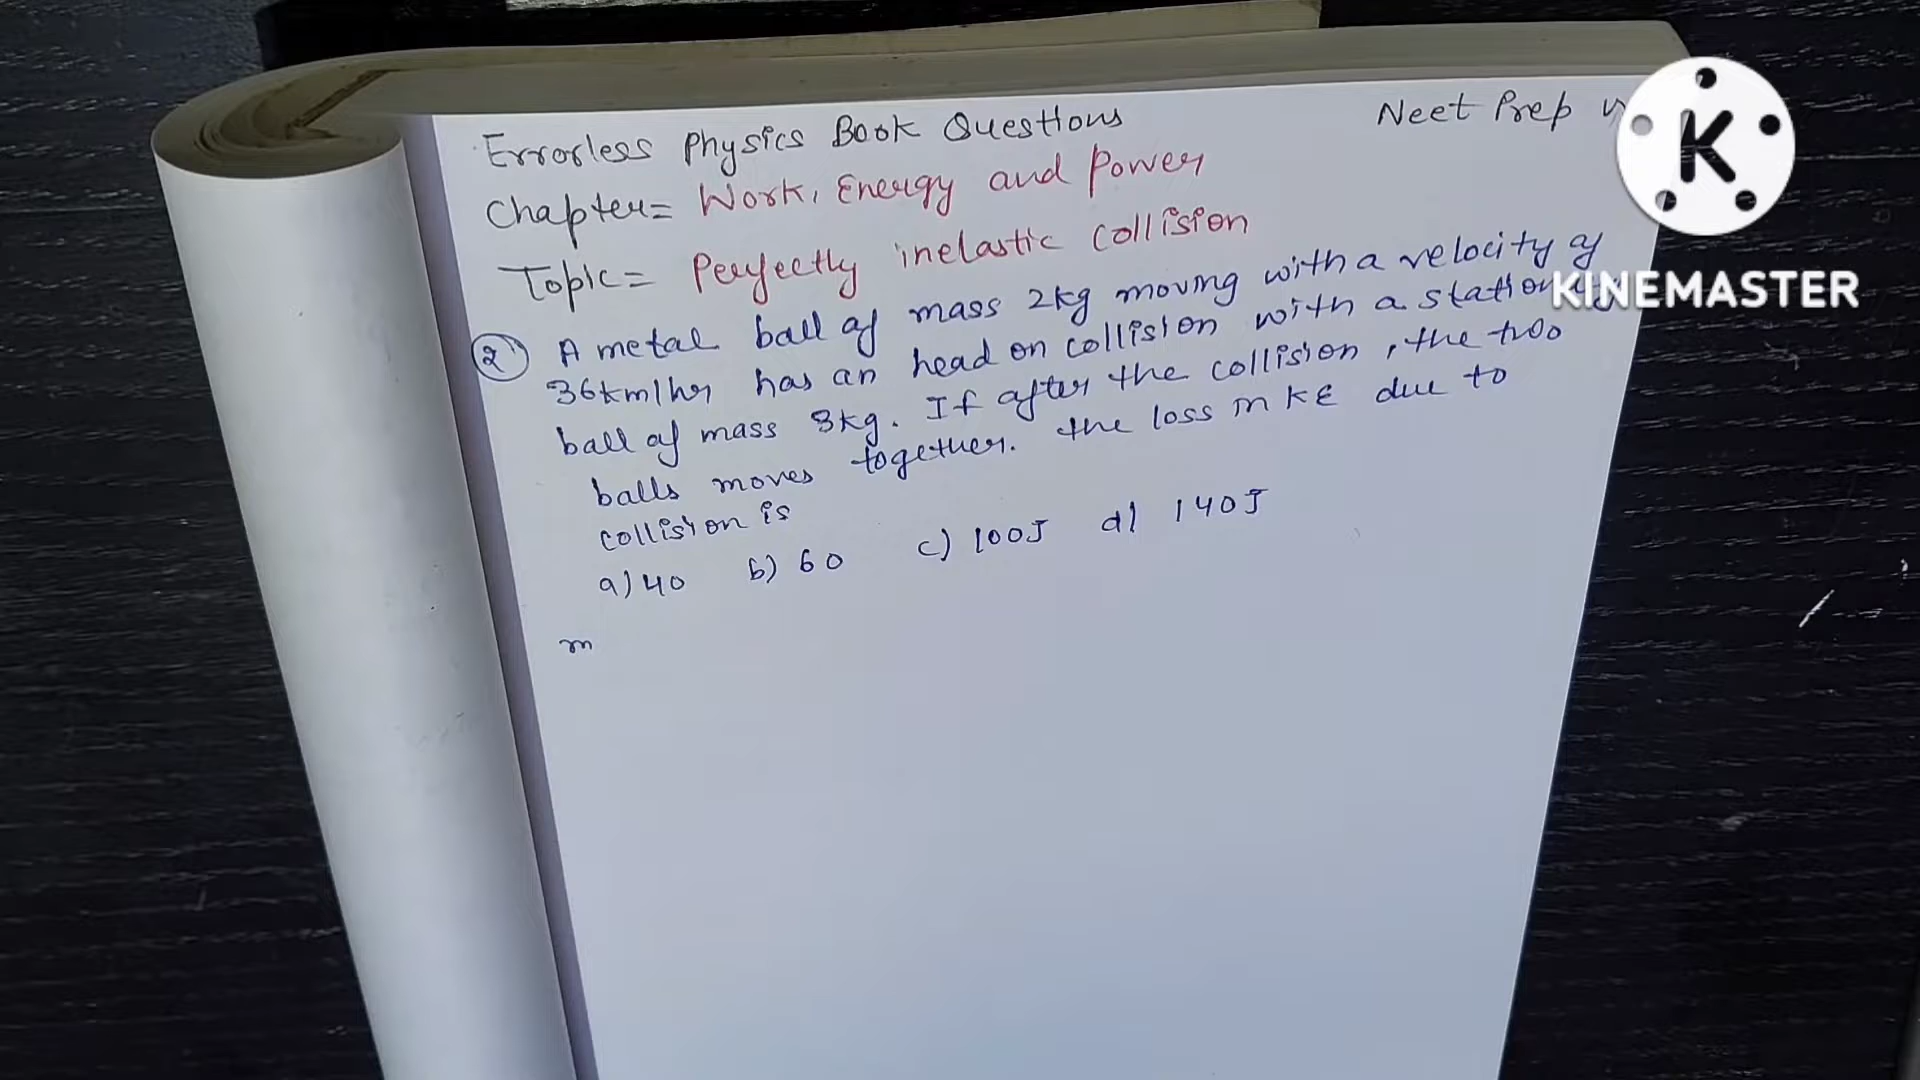 Errorless Physics Book Questions Neet Prep
Chapter= Work, Energy and Power
Topic= Perfectly inelastic Collision
2 A metal ball of mass 2kg moving with a velocity of
36km/hr has an head on collision with a
ball of mass 3kg. If after the collision, the two
balls moves together. the loss in KE due to
collision is
a) 40 b) 60 c) 100J d) 140J
m
K
KINEMASTER